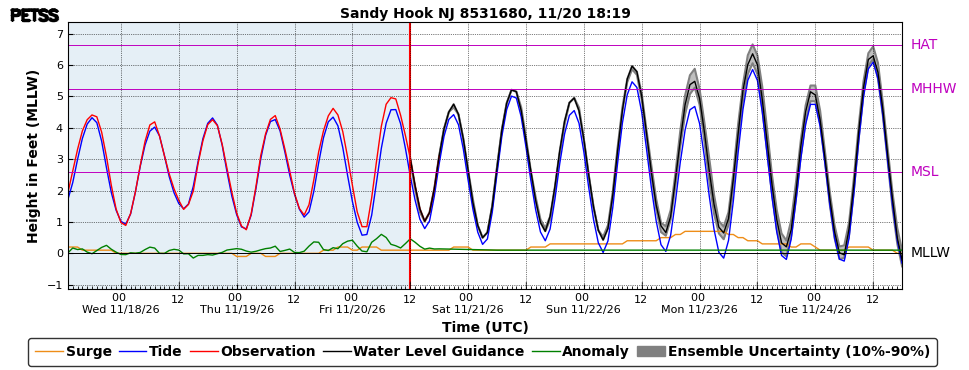 PETSS
Sandy Hook NJ 8531680, 11/20 18:19
Height in Feet (MLLW)
7
6
5
4
3
2
1
0
−1
HAT
MHHW
MSL
MLLW
00 12 00 12 00 12 00 12 00 12 00 12 00 12
Wed 11/18/26 Thu 11/19/26 Fri 11/20/26 Sat 11/21/26 Sun 11/22/26 Mon 11/23/26 Tue 11/24/26
Time (UTC)
Surge Tide Observation Water Level Guidance Anomaly Ensemble Uncertainty (10%-90%)